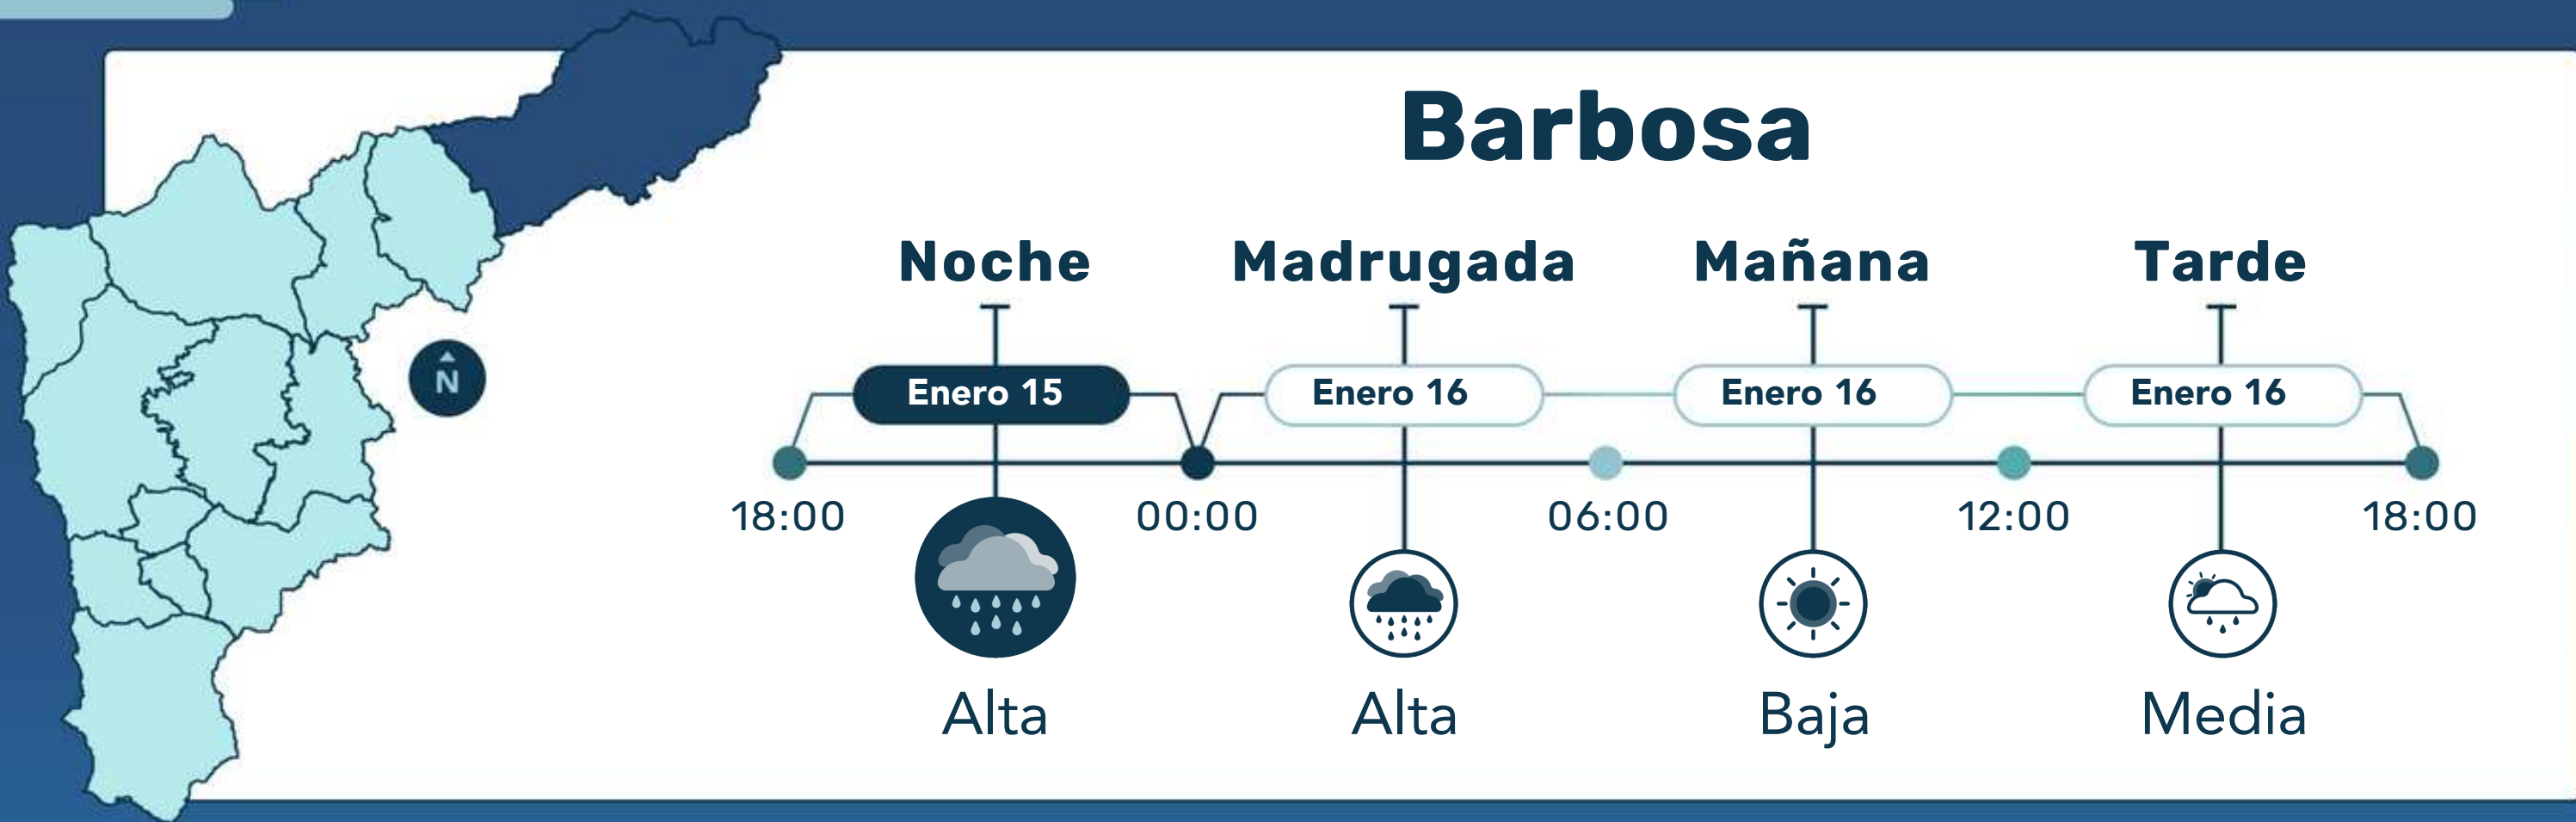 Barbosa
Noche Madrugada Mañana Tarde
N
Enero 15 Enero 16 Enero 16 Enero 16
18:00 00:00 06:00 12:00 18:00
Alta Alta Baja Media